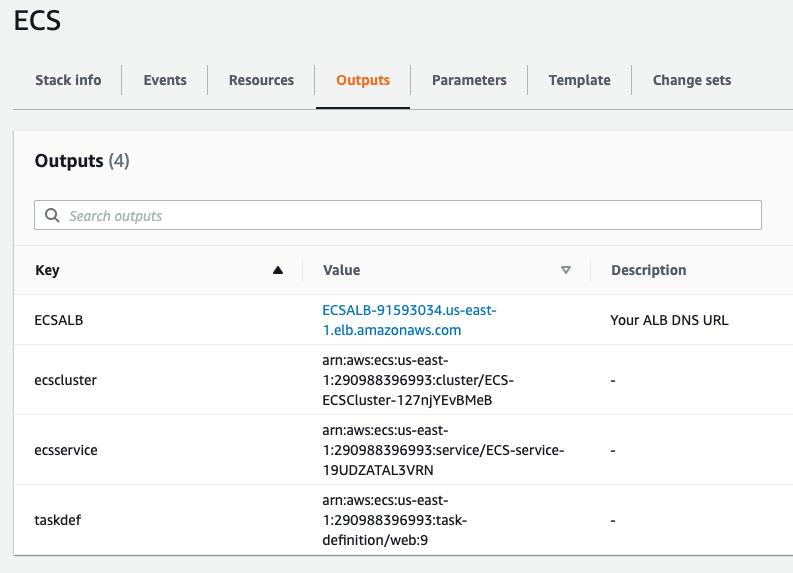 ECS
Stack info Events Resources Outputs Parameters Template Change sets
Outputs (4)
Search outputs
Key Value Description
ECSALB ECSALB-91593034.us-east-1.elb.amazonaws.com Your ALB DNS URL
ecscluster arn:aws:ecs:us-east-1:290988396993:cluster/ECS-ECSCluster-127njYEvBMeB -
ecsservice arn:aws:ecs:us-east-1:290988396993:service/ECS-service-19UDZATAL3VRN -
taskdef arn:aws:ecs:us-east-1:290988396993:task-definition/web:9 -